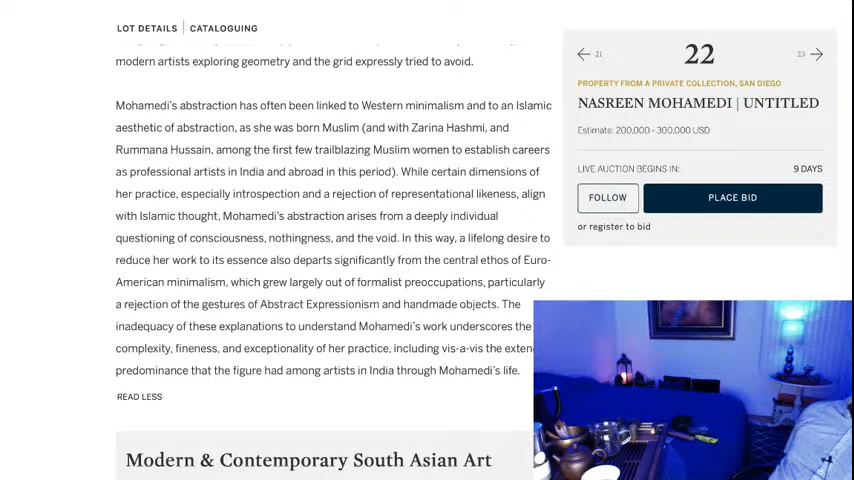 LOT DETAILS
CATALOGUING
modern artists exploring geometry and the grid expressly tried to avoid.
Mohamedi's abstraction has often been linked to Western minimalism and to an Islamic
aesthetic of abstraction, as she was born Muslim (and with Zarina Hashmi, and
Rummana Hussain, among the first few trailblazing Muslim women to establish careers
as professional artists in India and abroad in this period). While certain dimensions of
her practice, especially introspection and a rejection of representational likeness, align
with Islamic thought, Mohamedi's abstraction arises from a deeply individual
questioning of consciousness, nothingness, and the void. In this way, a lifelong desire to
reduce her work to its essence also departs significantly from the central ethos of Euro-
American minimalism, which grew largely out of formalist preoccupations, particularly
a rejection of the gestures of Abstract Expressionism and handmade objects. The
inadequacy of these explanations to understand Mohamedi's work underscores the
complexity, fineness, and exceptionality of her practice, including vis-a-vis the
predominance that the figure had among artists in India through Mohamedi's life.
READ LESS
Modern & Contemporary South Asian Art
21
22
23
PROPERTY FROM A PRIVATE COLLECTION, SAN DIEGO
NASREEN MOHAMEDI | UNTITLED
Estimate: 200,000 - 300,000 USD
LIVE AUCTION BEGINS IN:
9 DAYS
FOLLOW
PLACE BID
or register to bid